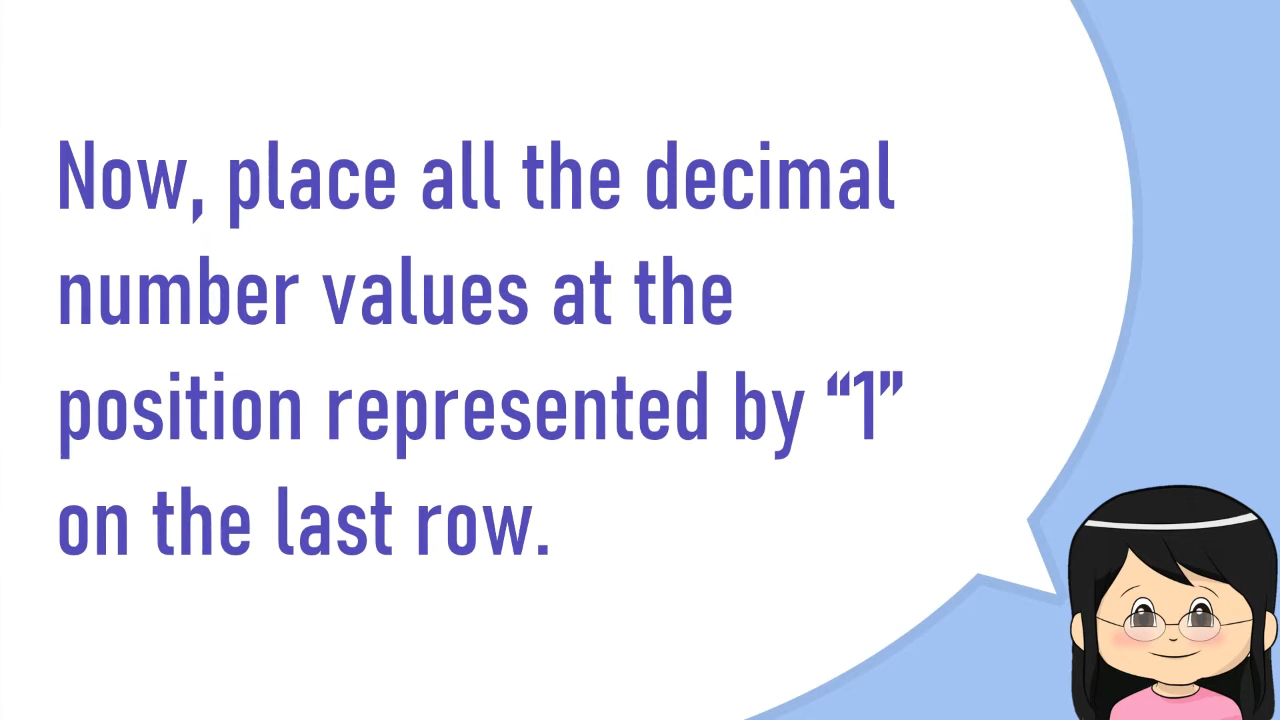 Now, place all the decimal
number values at the
position represented by “1”
on the last row.